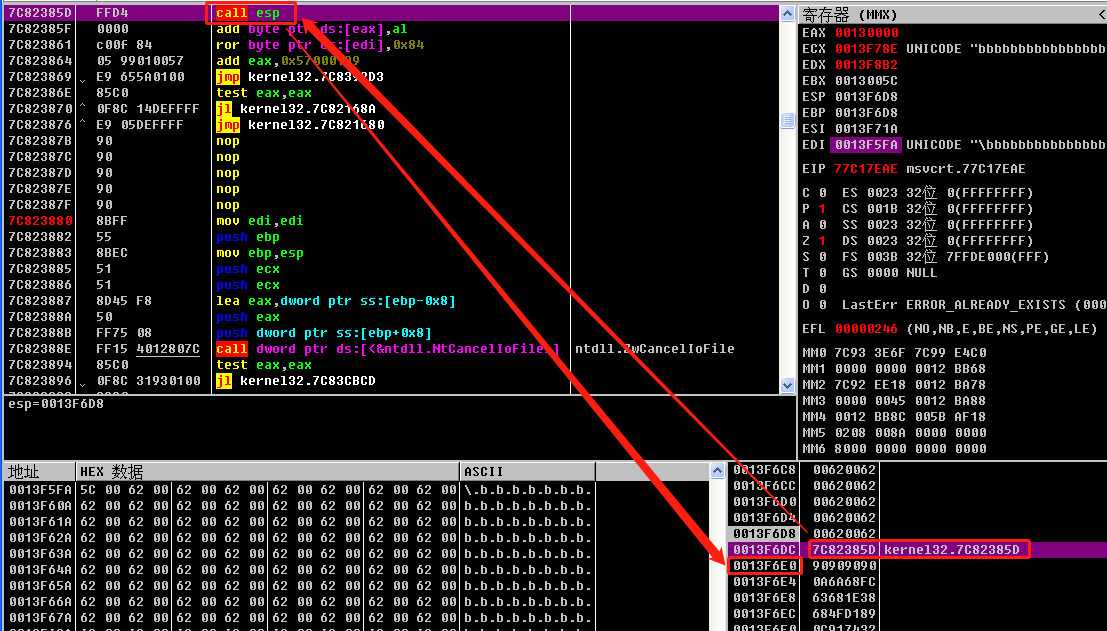 7C82385D FFD4 call esp
7C82385F 0000 add byte ptr ds:[eax],al
7C823861 c00f 84 ror byte ptr ds:[edi],0x84
7C823864 05 99010057 add eax,0x57000199
7C823869 E9 655A0100 jmp kernel32.7C8392D3
7C82386E 85C0 test eax,eax
7C823870 ^ 0F8C 14DEFFFF jl kernel32.7C82168A
7C823876 ^ E9 05DEFFFF jmp kernel32.7C821680
7C82387B 90 nop
7C82387C 90 nop
7C82387D 90 nop
7C82387E 90 nop
7C82387F 90 nop
7C823880 8BFF mov edi,edi
7C823882 55 push ebp
7C823883 8BEC mov ebp,esp
7C823885 51 push ecx
7C823886 51 push ecx
7C823887 8D45 F8 lea eax,dword ptr ss:[ebp-0x8]
7C82388A 50 push eax
7C82388B FF75 08 push dword ptr ss:[ebp+0x8]
7C82388E FF15 4012807C call dword ptr ds:[<&ntdll.NtCancelIoFile>] ntdll.ZwCancelIoFile
7C823894 85C0 test eax,eax
7C823896 0F8C 31930100 jl kernel32.7C83CBCD
esp=0013F6D8
寄存器 (MMX) <
EAX 00130000
ECX 0013F78E UNICODE "bbbbbbbbbbbbbbbb
EDX 0013F8B2
EBX 0013005C
ESP 0013F6D8
EBP 0013F6D8
ESI 0013F71A
EDI 0013F5FA UNICODE "\bbbbbbbbbbbbbbb
EIP 77C17EAE msvcrt.77C17EAE
C 0 ES 0023 32位 0(FFFFFFFF)
P 1 CS 001B 32位 0(FFFFFFFF)
A 0 SS 0023 32位 0(FFFFFFFF)
Z 1 DS 0023 32位 0(FFFFFFFF)
S 0 FS 003B 32位 7FFDE000(FFF)
T 0 GS 0000 NULL
D 0
O 0 LastErr ERROR_ALREADY_EXISTS (000
EFL 00000246 (NO,NB,E,BE,NS,PE,GE,LE)
MM0 7C93 3E6F 7C99 E4C0
MM1 0000 0000 0012 BB68
MM2 7C92 EE18 0012 BA78
MM3 0000 0045 0012 BA88
MM4 0012 BB8C 005B AF18
MM5 0208 008A 0000 0000
MM6 8000 0000 0000 0000
地址 HEX 数据 ASCII
0013F5FA 5C 00 62 00 62 00 62 00 62 00 62 00 62 00 62 00 \.b.b.b.b.b.b.b.
0013F60A 62 00 62 00 62 00 62 00 62 00 62 00 62 00 62 00 b.b.b.b.b.b.b.b.
0013F61A 62 00 62 00 62 00 62 00 62 00 62 00 62 00 62 00 b.b.b.b.b.b.b.b.
0013F62A 62 00 62 00 62 00 62 00 62 00 62 00 62 00 62 00 b.b.b.b.b.b.b.b.
0013F63A 62 00 62 00 62 00 62 00 62 00 62 00 62 00 62 00 b.b.b.b.b.b.b.b.
0013F64A 62 00 62 00 62 00 62 00 62 00 62 00 62 00 62 00 b.b.b.b.b.b.b.b.
0013F65A 62 00 62 00 62 00 62 00 62 00 62 00 62 00 62 00 b.b.b.b.b.b.b.b.
0013F66A 62 00 62 00 62 00 62 00 62 00 62 00 62 00 62 00 b.b.b.b.b.b.b.b.
0013F67A 62 00 62 00 62 00 62 00 62 00 62 00 62 00 62 00 b.b.b.b.b.b.b.b.
0013F6C8 00620062
0013F6CC 00620062
0013F6D0 00620062
0013F6D4 00620062
0013F6D8 00620062
0013F6DC 7C82385D kernel32.7C82385D
0013F6E0 90909090
0013F6E4 0A6A68FC
0013F6E8 63681E38
0013F6EC 684FD189
0013F6F0 0C917432